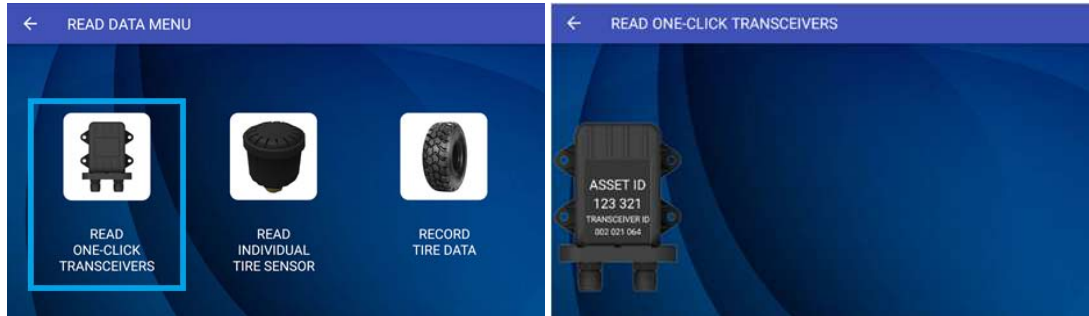 READ DATA MENU
READ
ONE-CLICK
TRANSCEIVERS
READ
INDIVIDUAL
TIRE SENSOR
RECORD
TIRE DATA
READ ONE-CLICK TRANSCEIVERS
ASSET ID
123 321
TRANSCEIVER ID
002 021 064